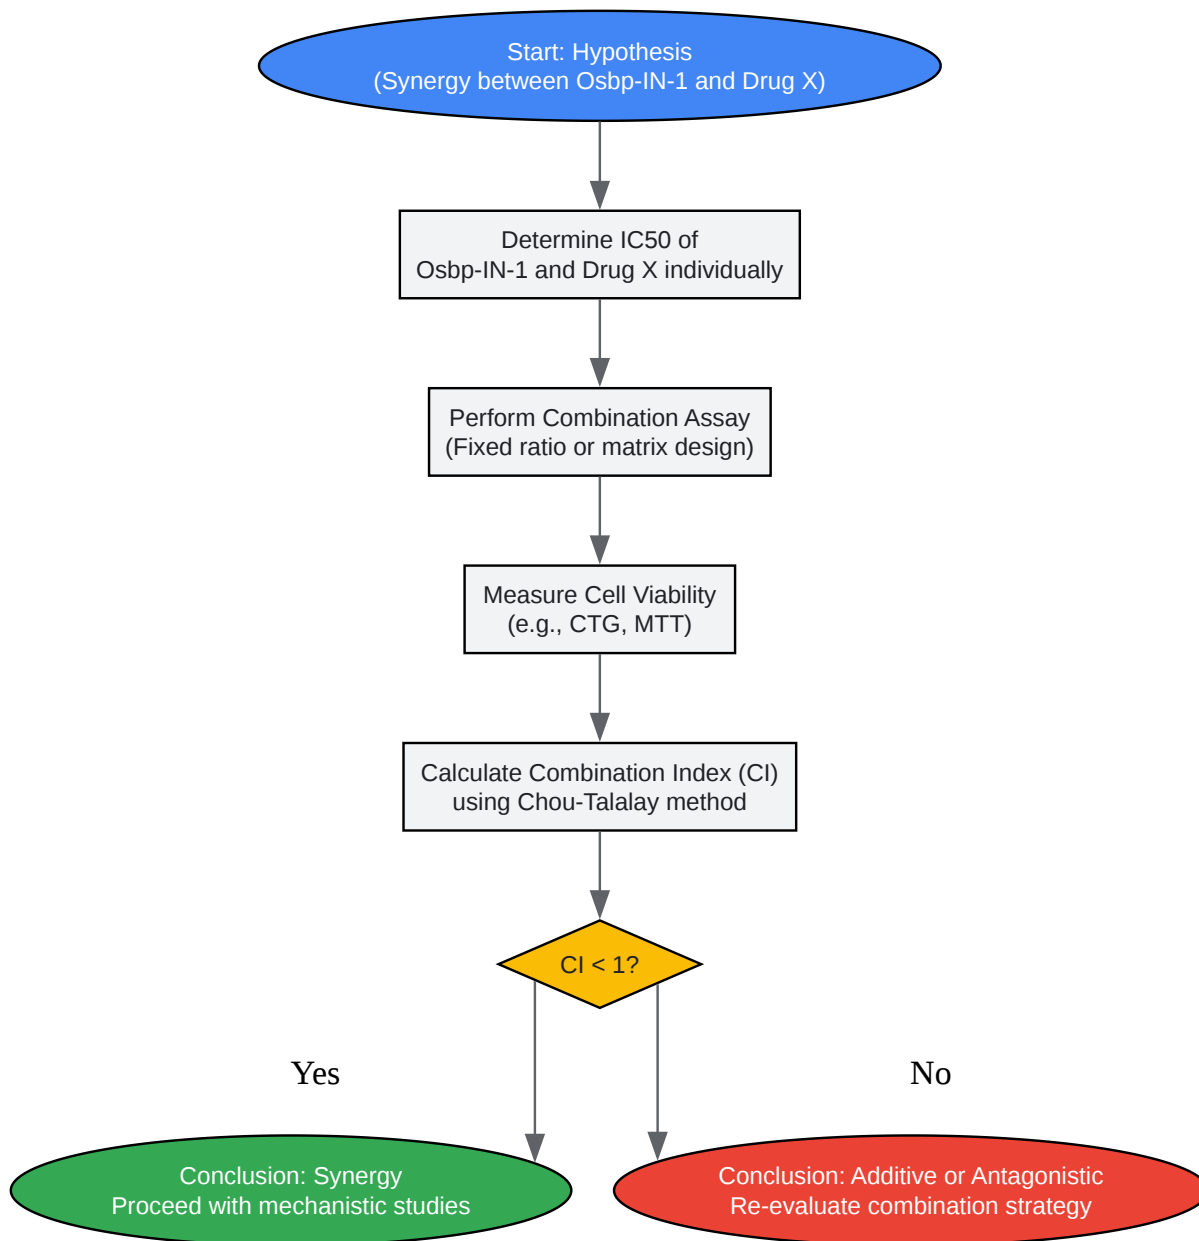 Start: Hypothesis
(Synergy between Osbp-IN-1 and Drug X)
Determine IC50 of
Osbp-IN-1 and Drug X individually
Perform Combination Assay
(Fixed ratio or matrix design)
Measure Cell Viability
(e.g., CTG, MTT)
Calculate Combination Index (CI)
using Chou-Talalay method
CI < 1?
Yes
No
Conclusion: Synergy
Proceed with mechanistic studies
Conclusion: Additive or Antagonistic
Re-evaluate combination strategy